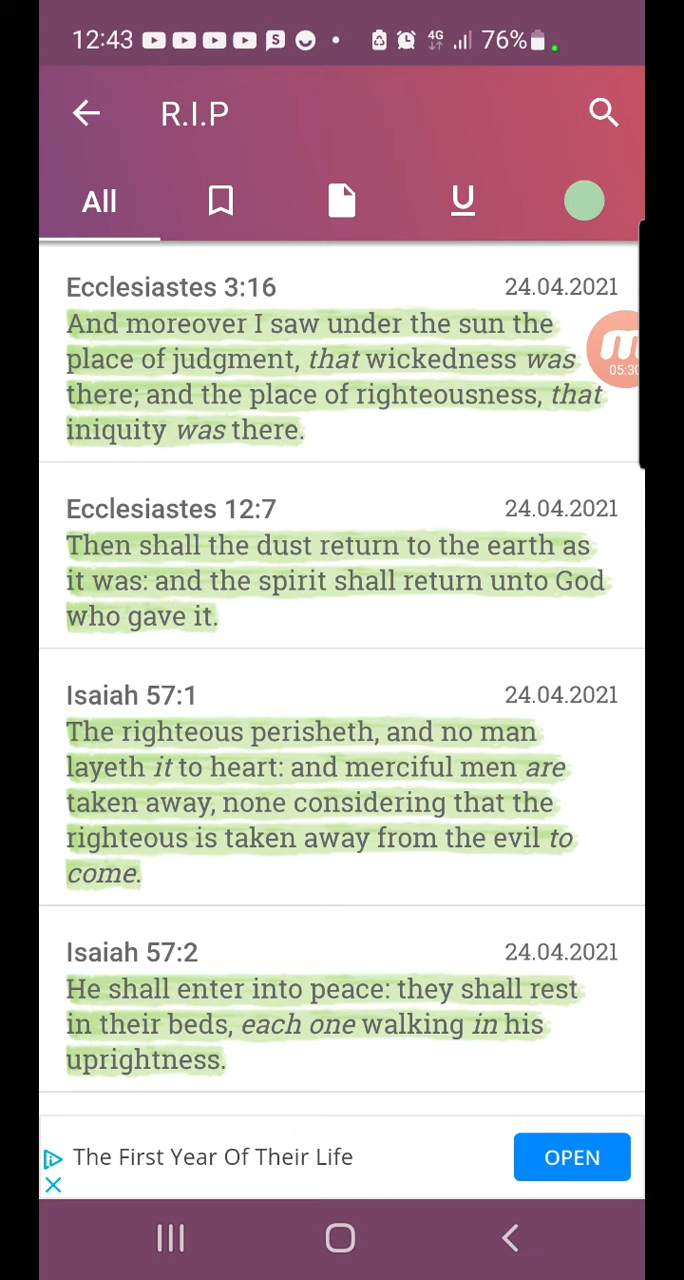 12:43 4G 76%
R.I.P
All U
Ecclesiastes 3:16 24.04.2021
And moreover I saw under the sun the
place of judgment, that wickedness was
there; and the place of righteousness, that
iniquity was there.
05:30
Ecclesiastes 12:7 24.04.2021
Then shall the dust return to the earth as
it was: and the spirit shall return unto God
who gave it.
Isaiah 57:1 24.04.2021
The righteous perisheth, and no man
layeth it to heart: and merciful men are
taken away, none considering that the
righteous is taken away from the evil to
come.
Isaiah 57:2 24.04.2021
He shall enter into peace: they shall rest
in their beds, each one walking in his
uprightness.
The First Year Of Their Life OPEN